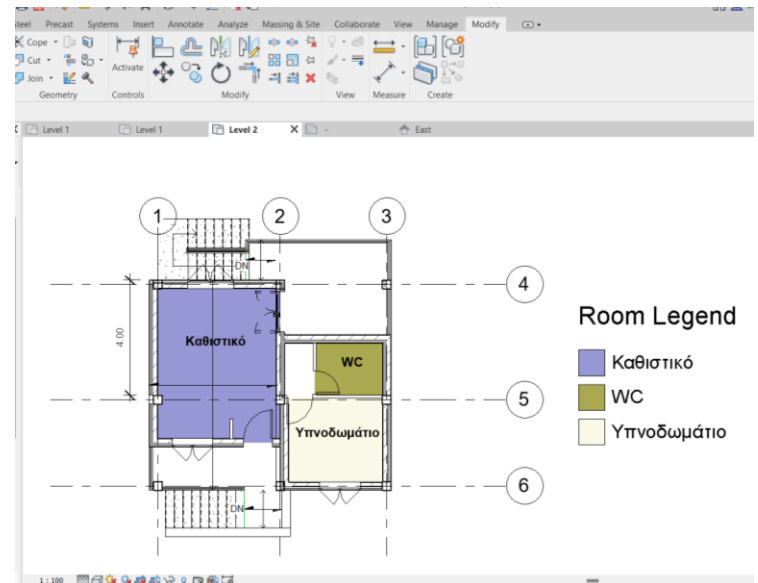 Steel Precast Systems Insert Annotate Analyze Massing & Site Collaborate View Manage Modify
Cope
Cut
Join
Activate
Geometry Controls Modify View Measure Create
Level 1 Level 1 Level 2 X - East
1 2 3
DN
4
4.00
Καθιστικό
WC
5
Υπνοδωμάτιο
6
DN
Room Legend
Καθιστικό
WC
Υπνοδωμάτιο
1 : 100